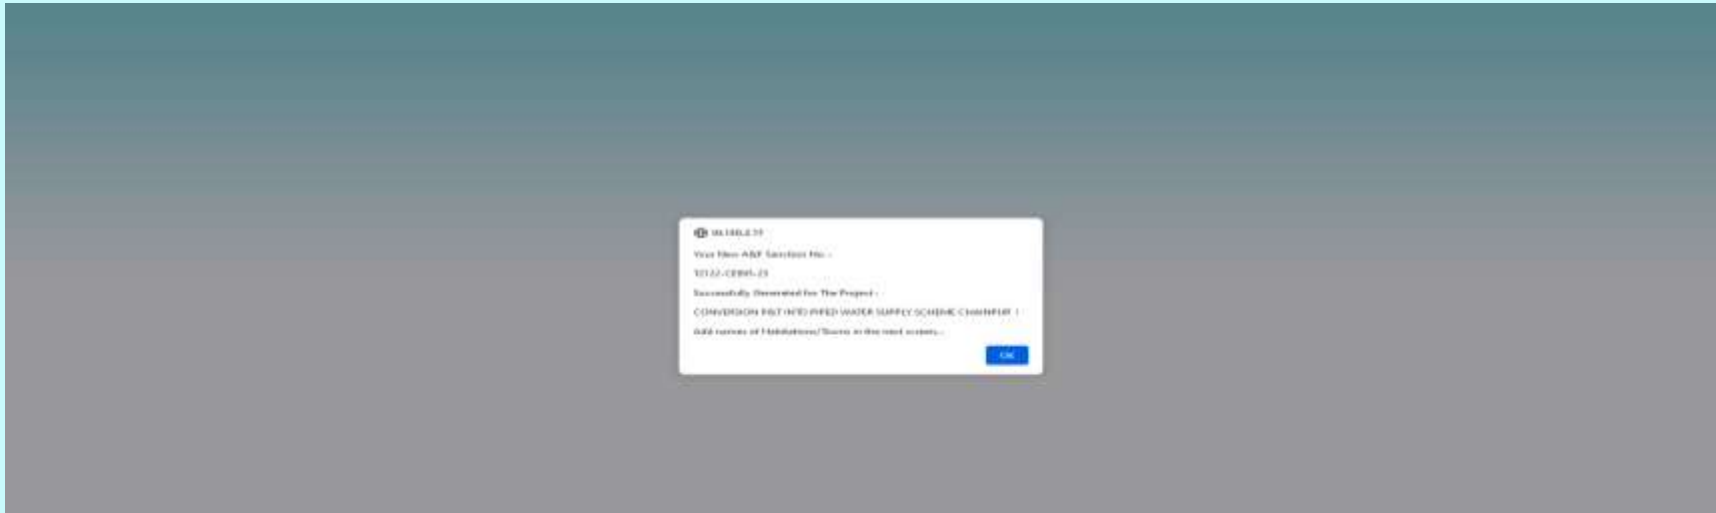 Your New A&F Sanction No. :
Successfully Generated for The Project :
CONVERSION INTO PIPED WATER SUPPLY SCHEME CHAINPUR !
Add names of Habitations/Towns in the next screen...
OK